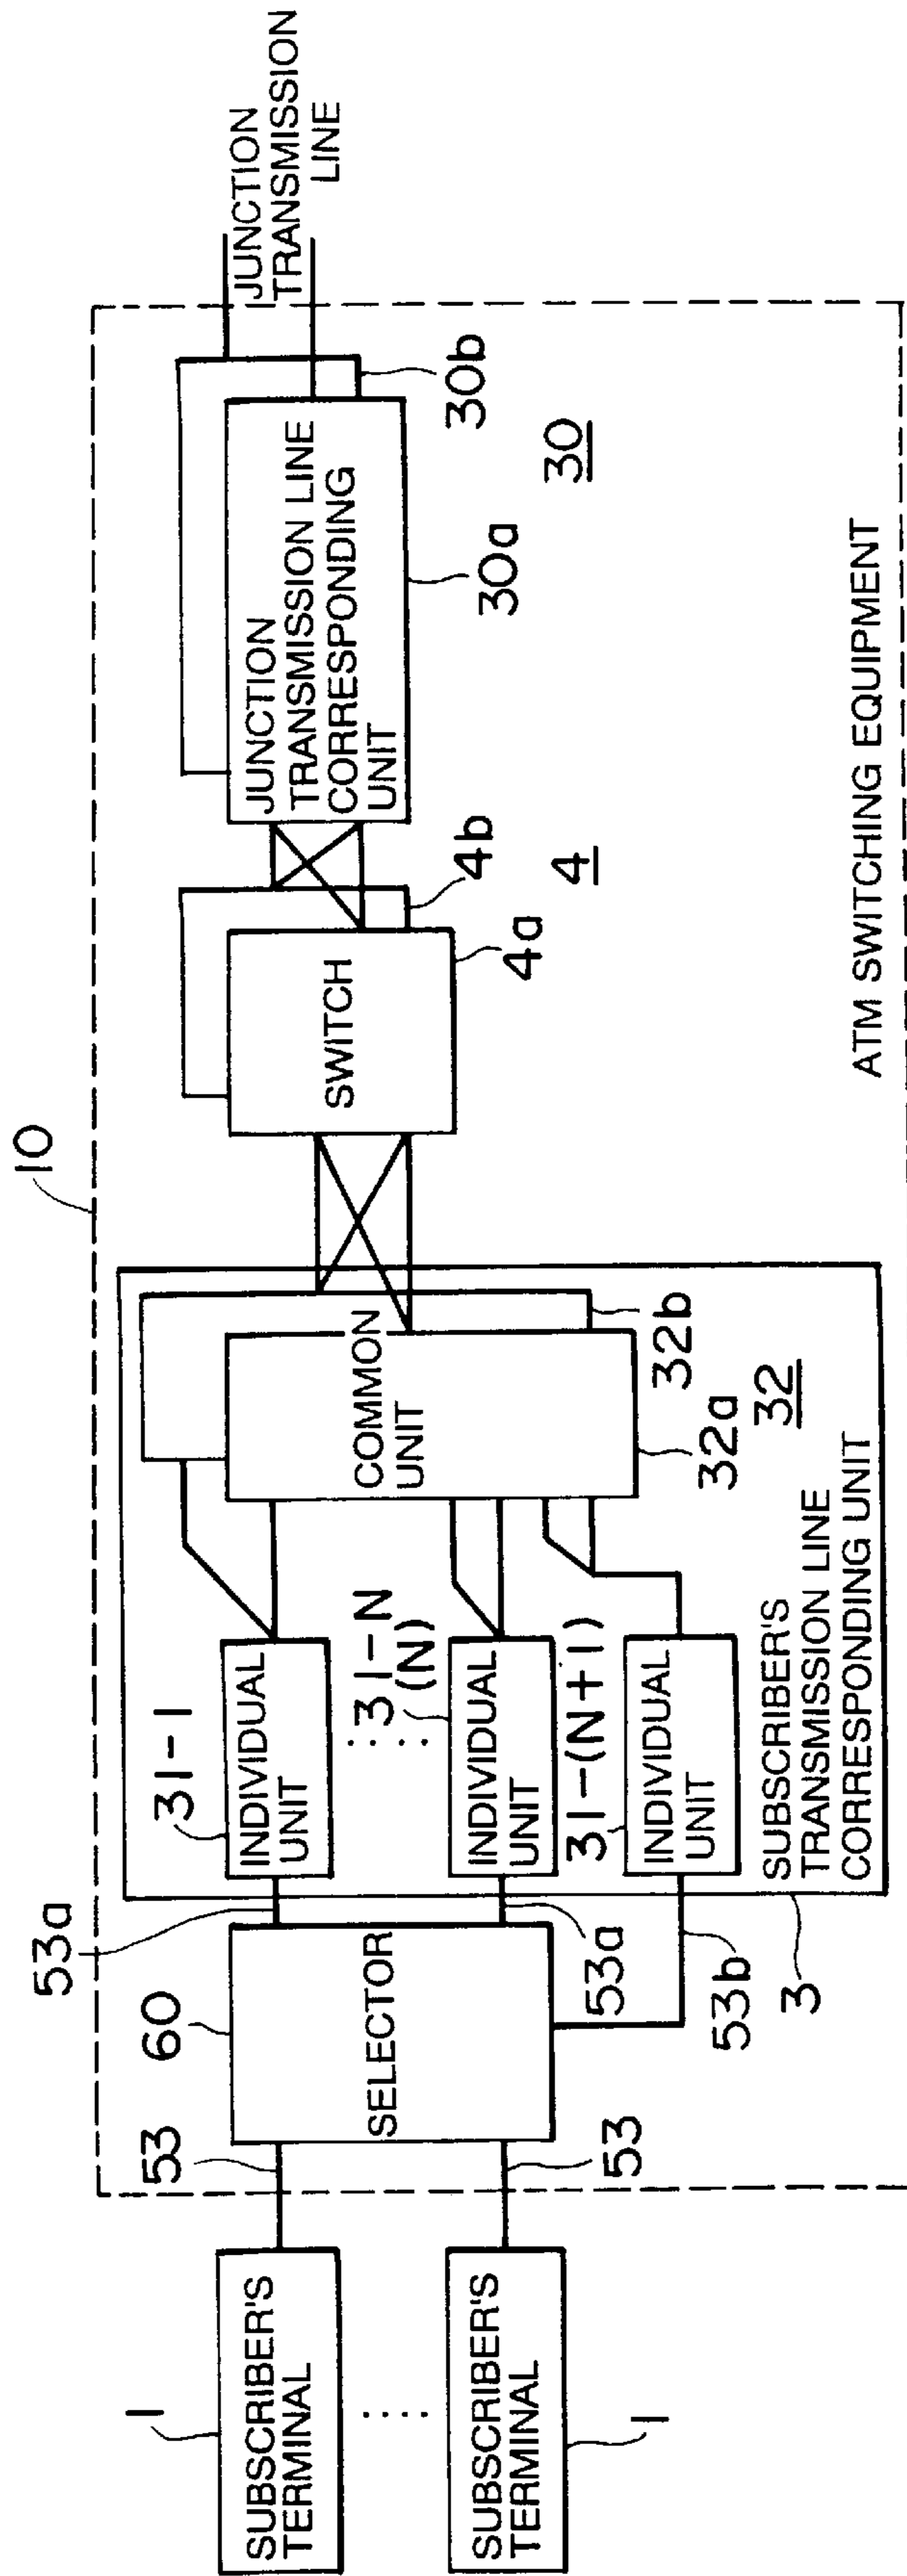 10
JUNCTION
TRANSMISSION
LINE
53a
31-1
60
53
1
SUBSCRIBER'S
TERMINAL
SELECTOR
INDIVIDUAL
UNIT
COMMON
UNIT
SWITCH
JUNCTION
TRANSMISSION LINE
CORRESPONDING
UNIT
30b
30a
30
4b
4a
4
.....
31-N
(N)
INDIVIDUAL
UNIT
31-(N+1)
INDIVIDUAL
UNIT
32b
32a
32
....
SUBSCRIBER'S
TERMINAL
1
53
53a
53b
3
SUBSCRIBER'S
TRANSMISSION LINE
CORRESPONDING UNIT
ATM SWITCHING EQUIPMENT